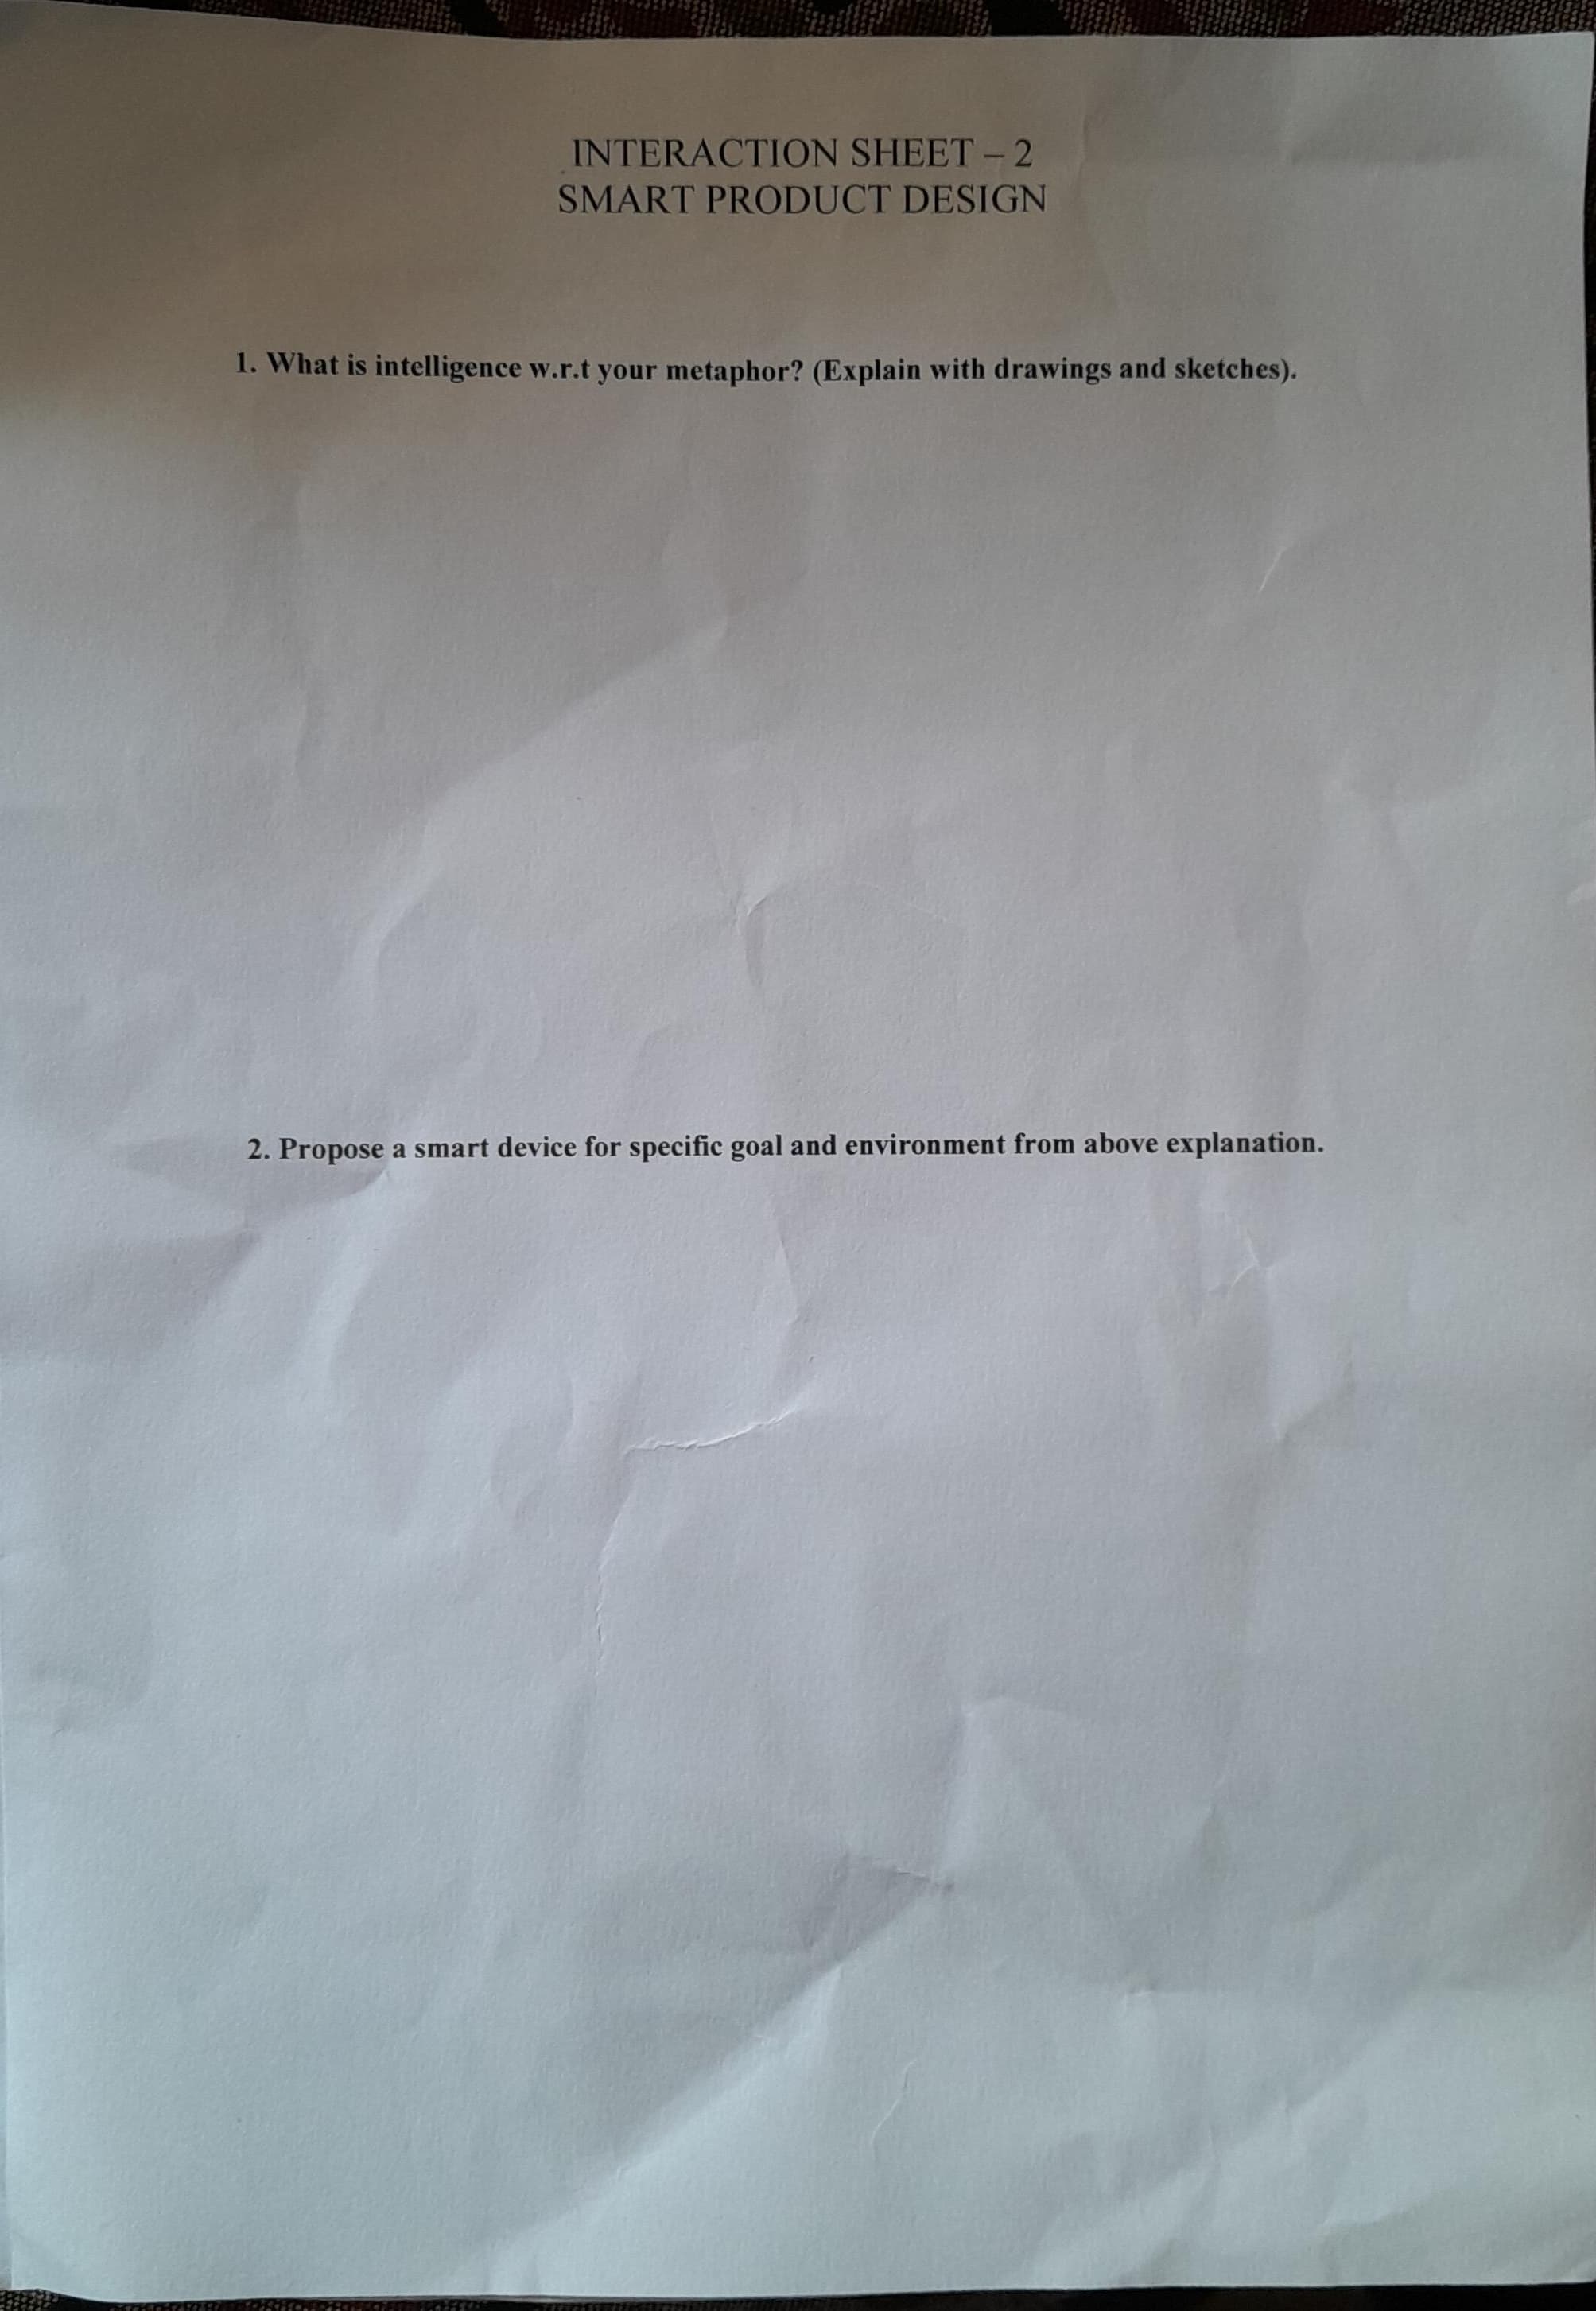 INTERACTION SHEET – 2
SMART PRODUCT DESIGN
1. What is intelligence w.r.t your metaphor? (Explain with drawings and sketches).
2. Propose a smart device for specific goal and environment from above explanation.